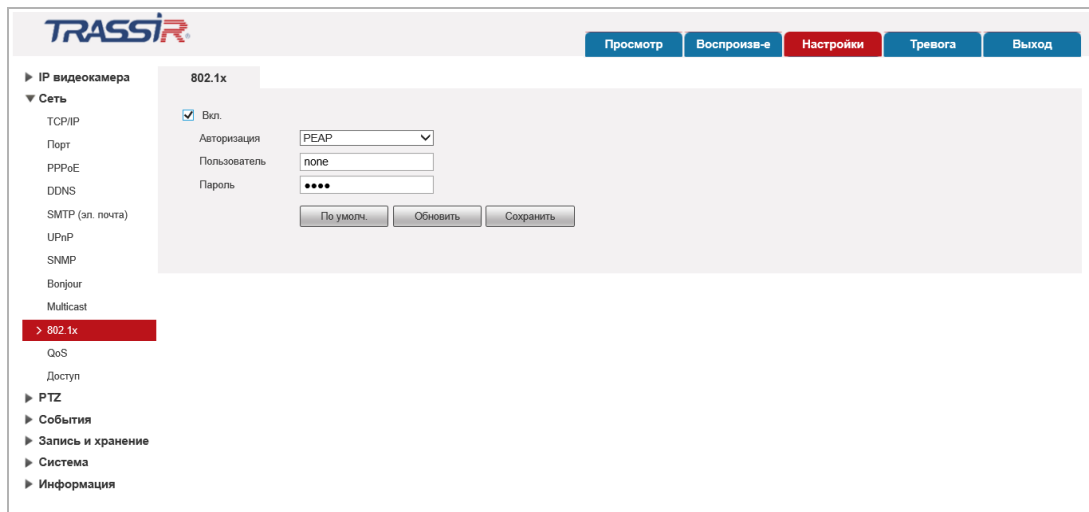 TRASSIR
Просмотр
Воспроизв-е
Настройки
Тревога
Выход
IP видеокамера
Сеть
TCP/IP
Порт
PPPoE
DDNS
SMTP (эл. почта)
UPnP
SNMP
Bonjour
Multicast
802.1x
QoS
Доступ
PTZ
События
Запись и хранение
Система
Информация
802.1x
Вкл.
Авторизация PEAP
Пользователь none
Пароль ●●●●
По умолч. Обновить Сохранить